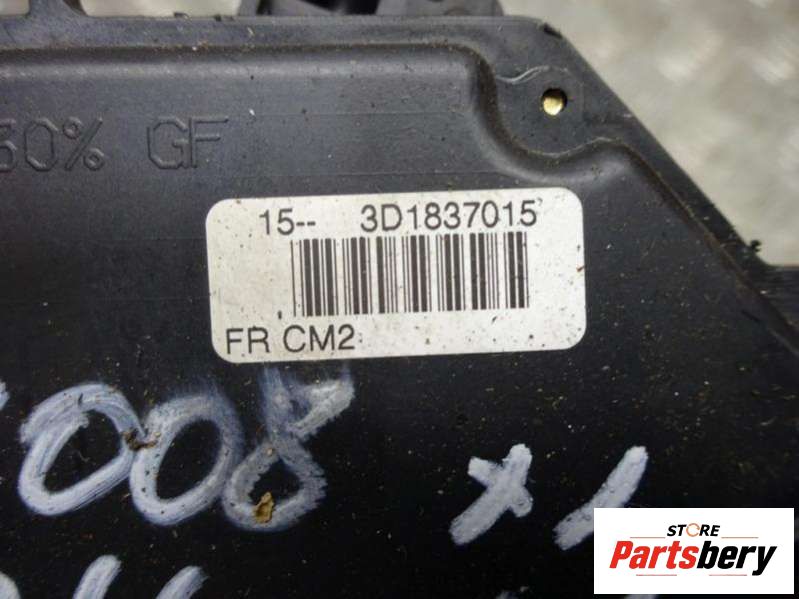 30% GF
15-- 3D1837015
FR CM2
008 x1
STORE
Partsbery